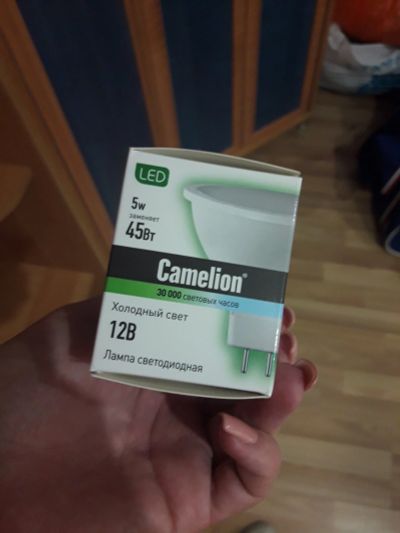 LED
5w
заменяет
45Вт
Camelion®
30 000 световых часов
Холодный свет
12В
Лампа светодиодная